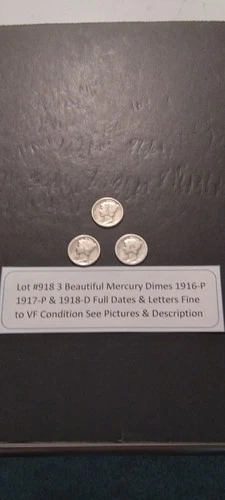 Lot #918 3 Beautiful Mercury Dimes 1916-P
1917-P & 1918-D Full Dates & Letters Fine
to VF Condition See Pictures & Description